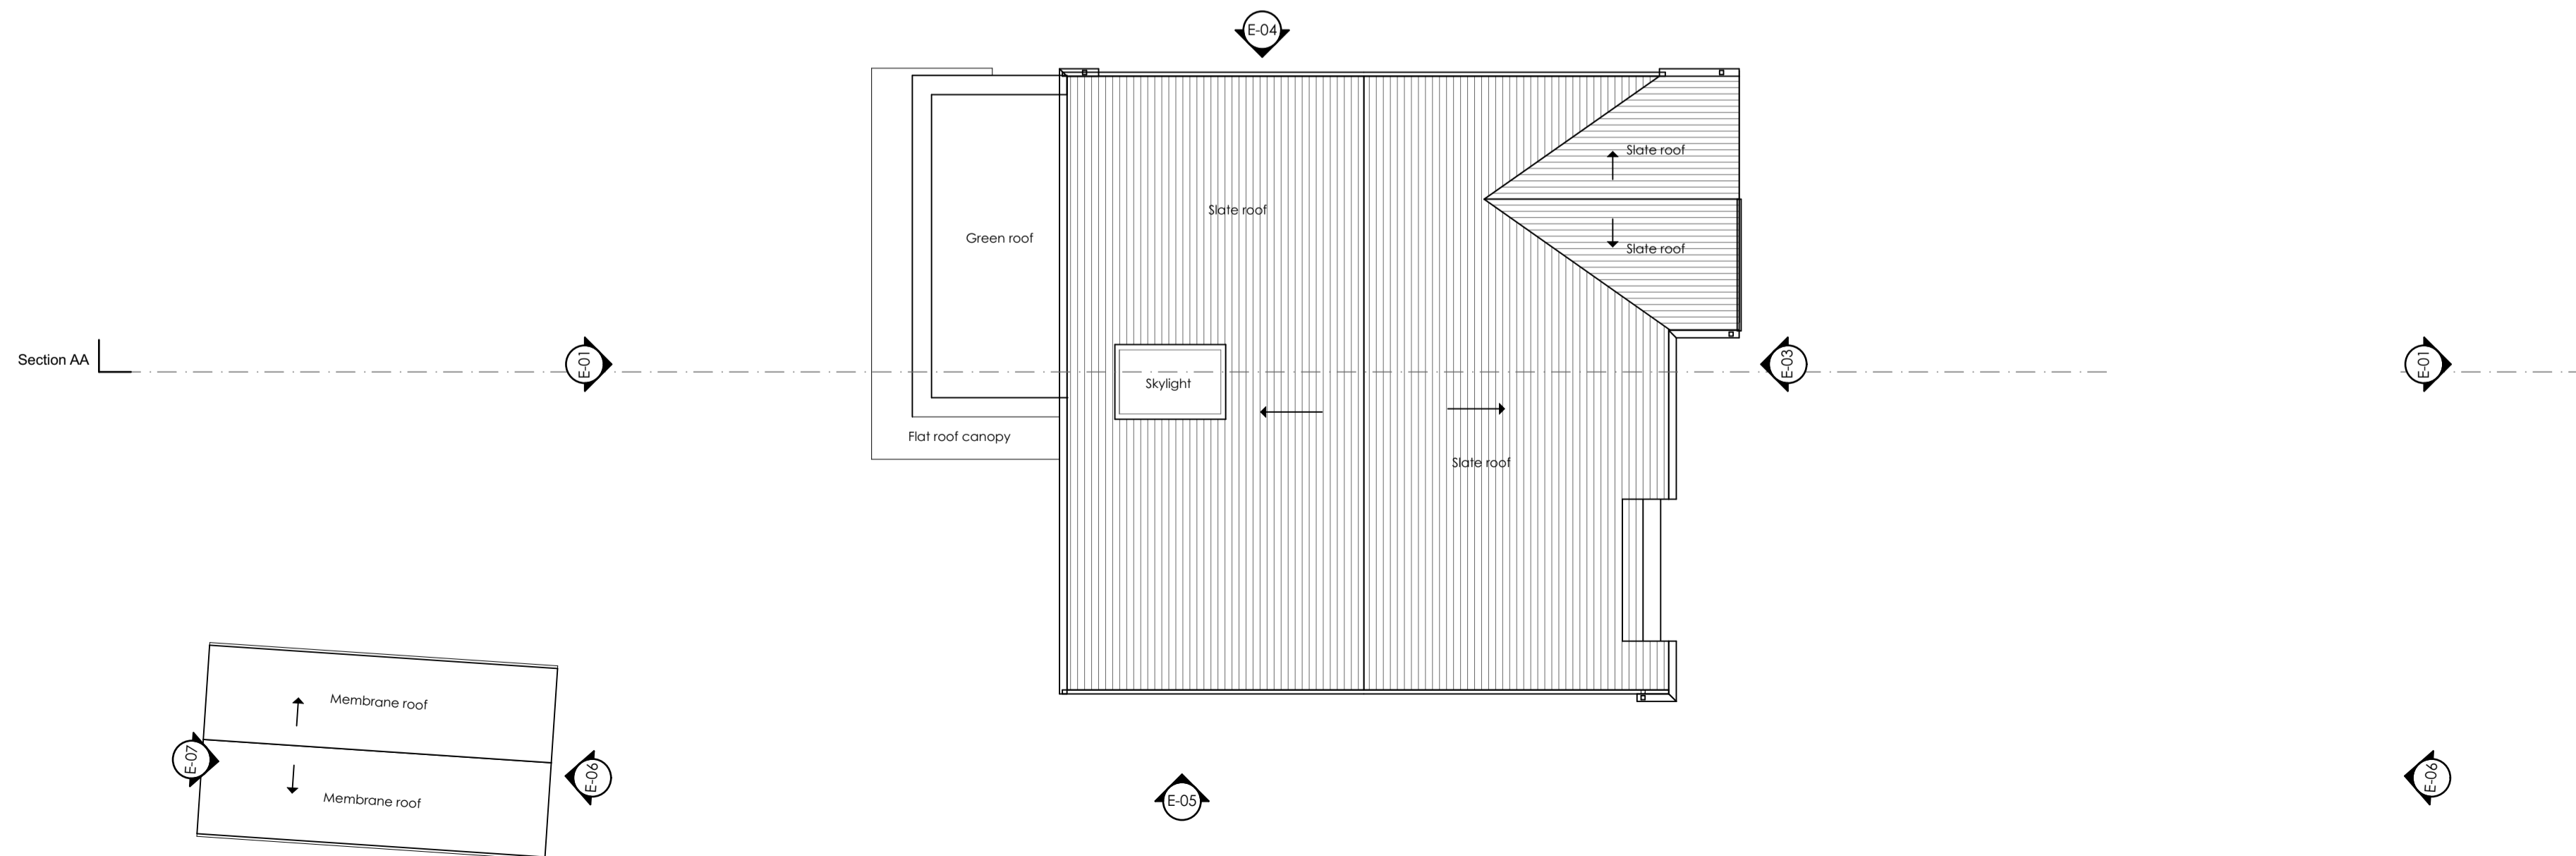 E-04
Slate roof
Slate roof
Green roof
Slate roof
Section AA
E-01
E-03
E-01
Skylight
Flat roof canopy
Slate roof
Membrane roof
E-07
E-06
E-06
Membrane roof
E-05